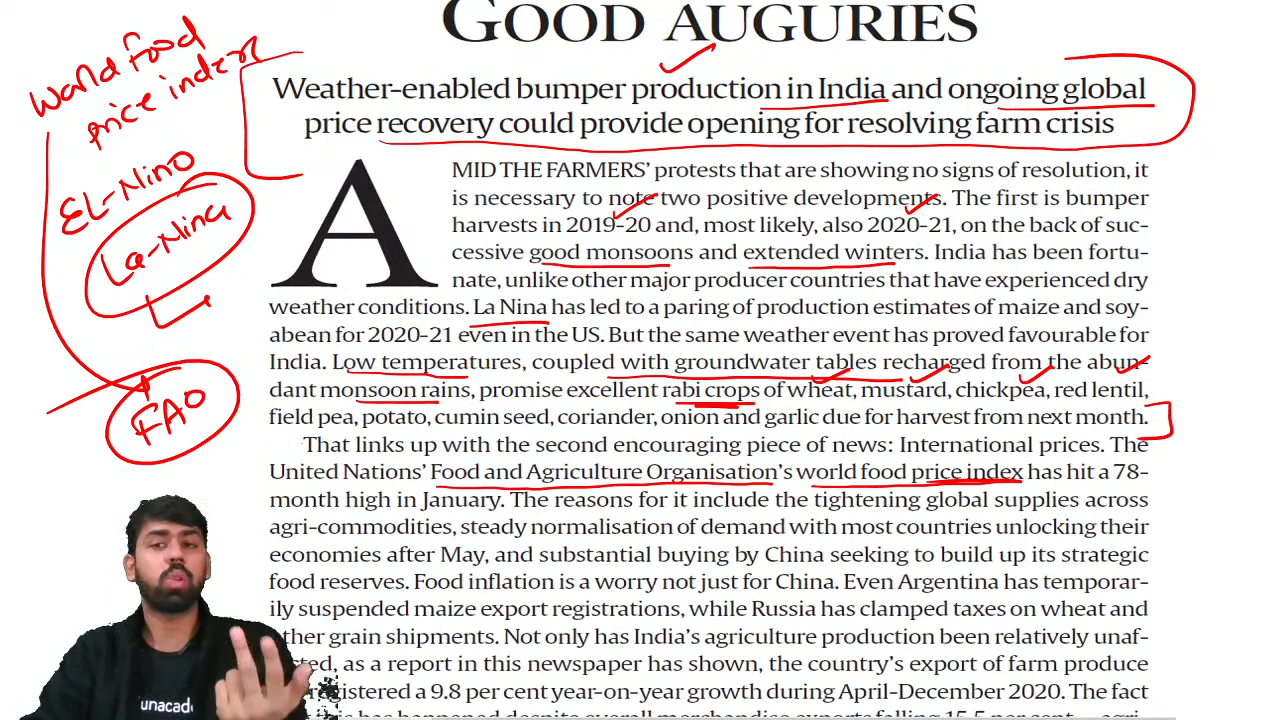 GOOD AUGURIES
Weather-enabled bumper production in India and ongoing global
price recovery could provide opening for resolving farm crisis
World food
price index
EL-Nino
La-Nina
FAO
AMID THE FARMERS' protests that are showing no signs of resolution, it
is necessary to note two positive developments. The first is bumper
harvests in 2019-20 and, most likely, also 2020-21, on the back of suc-
cessive good monsoons and extended winters. India has been fortu-
nate, unlike other major producer countries that have experienced dry
weather conditions. La Nina has led to a paring of production estimates of maize and soy-
abean for 2020-21 even in the US. But the same weather event has proved favourable for
India. Low temperatures, coupled with groundwater tables recharged from the abun-
dant monsoon rains, promise excellent rabi crops of wheat, mustard, chickpea, red lentil,
field pea, potato, cumin seed, coriander, onion and garlic due for harvest from next month.
That links up with the second encouraging piece of news: International prices. The
United Nations' Food and Agriculture Organisation's world food price index has hit a 78-
month high in January. The reasons for it include the tightening global supplies across
agri-commodities, steady normalisation of demand with most countries unlocking their
economies after May, and substantial buying by China seeking to build up its strategic
food reserves. Food inflation is a worry not just for China. Even Argentina has temporar-
ily suspended maize export registrations, while Russia has clamped taxes on wheat and
other grain shipments. Not only has India's agriculture production been relatively unaf-
, as a report in this newspaper has shown, the country's export of farm produce
registered a 9.8 per cent year-on-year growth during April-December 2020. The fact
this has happened despite overall merchandise exports falling 15.5 per cent
unacade